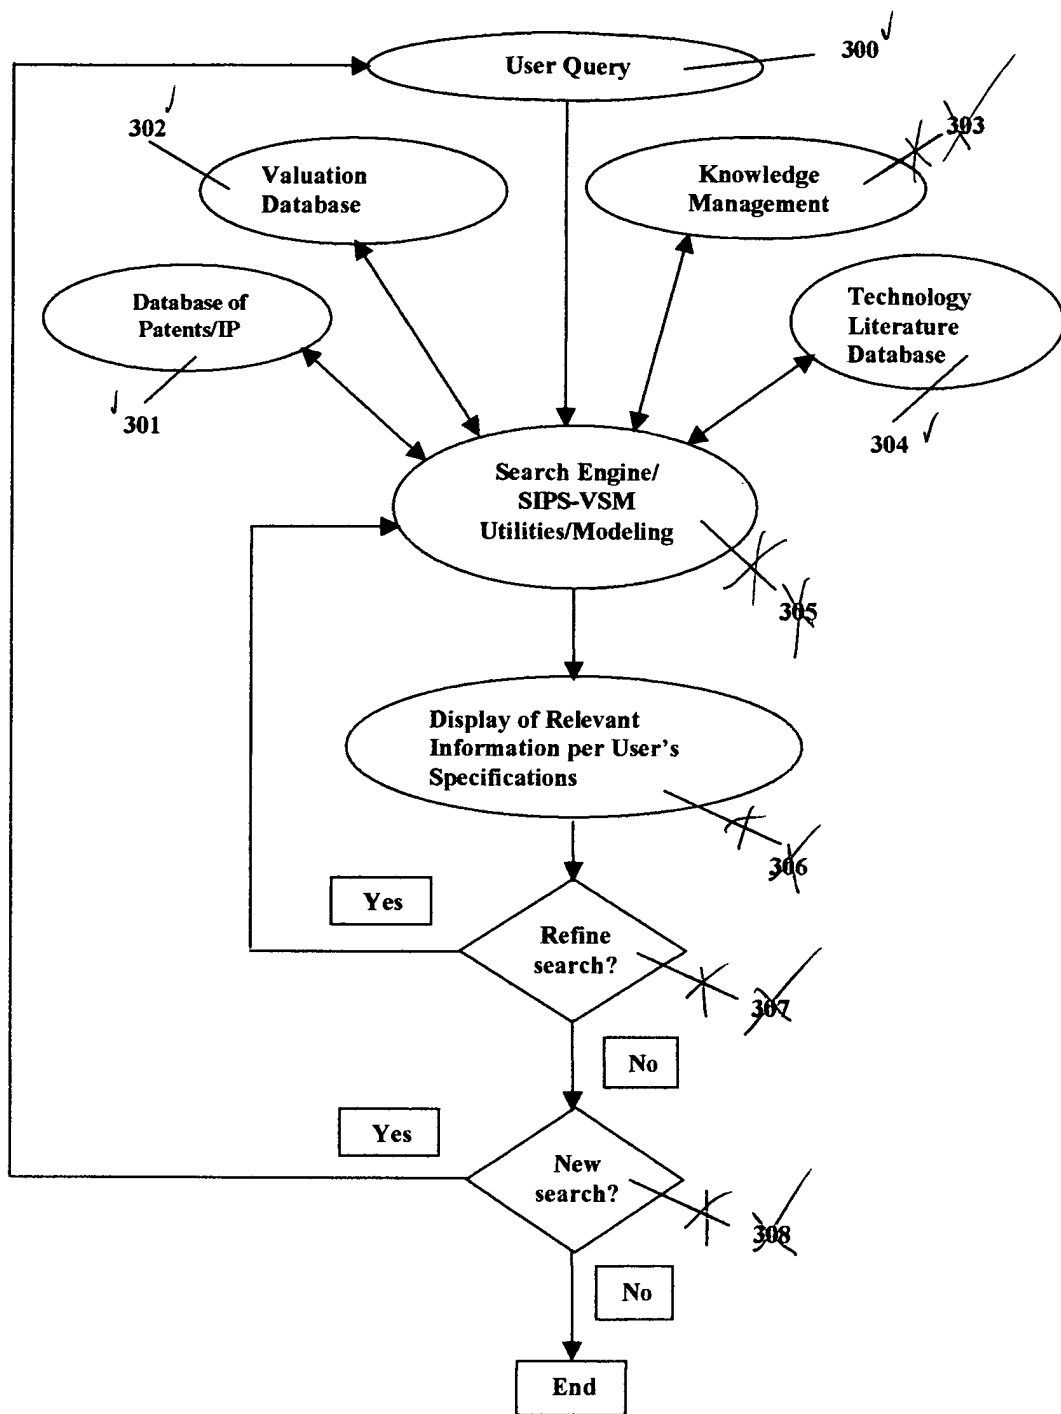 User Query
300
302
303
Valuation
Database
Knowledge
Management
Database of
Patents/IP
Technology
Literature
Database
301
304
Search Engine/
SIPS-VSM
Utilities/Modeling
305
Display of Relevant
Information per User's
Specifications
306
Yes
Refine
search?
307
No
Yes
New
search?
308
No
End